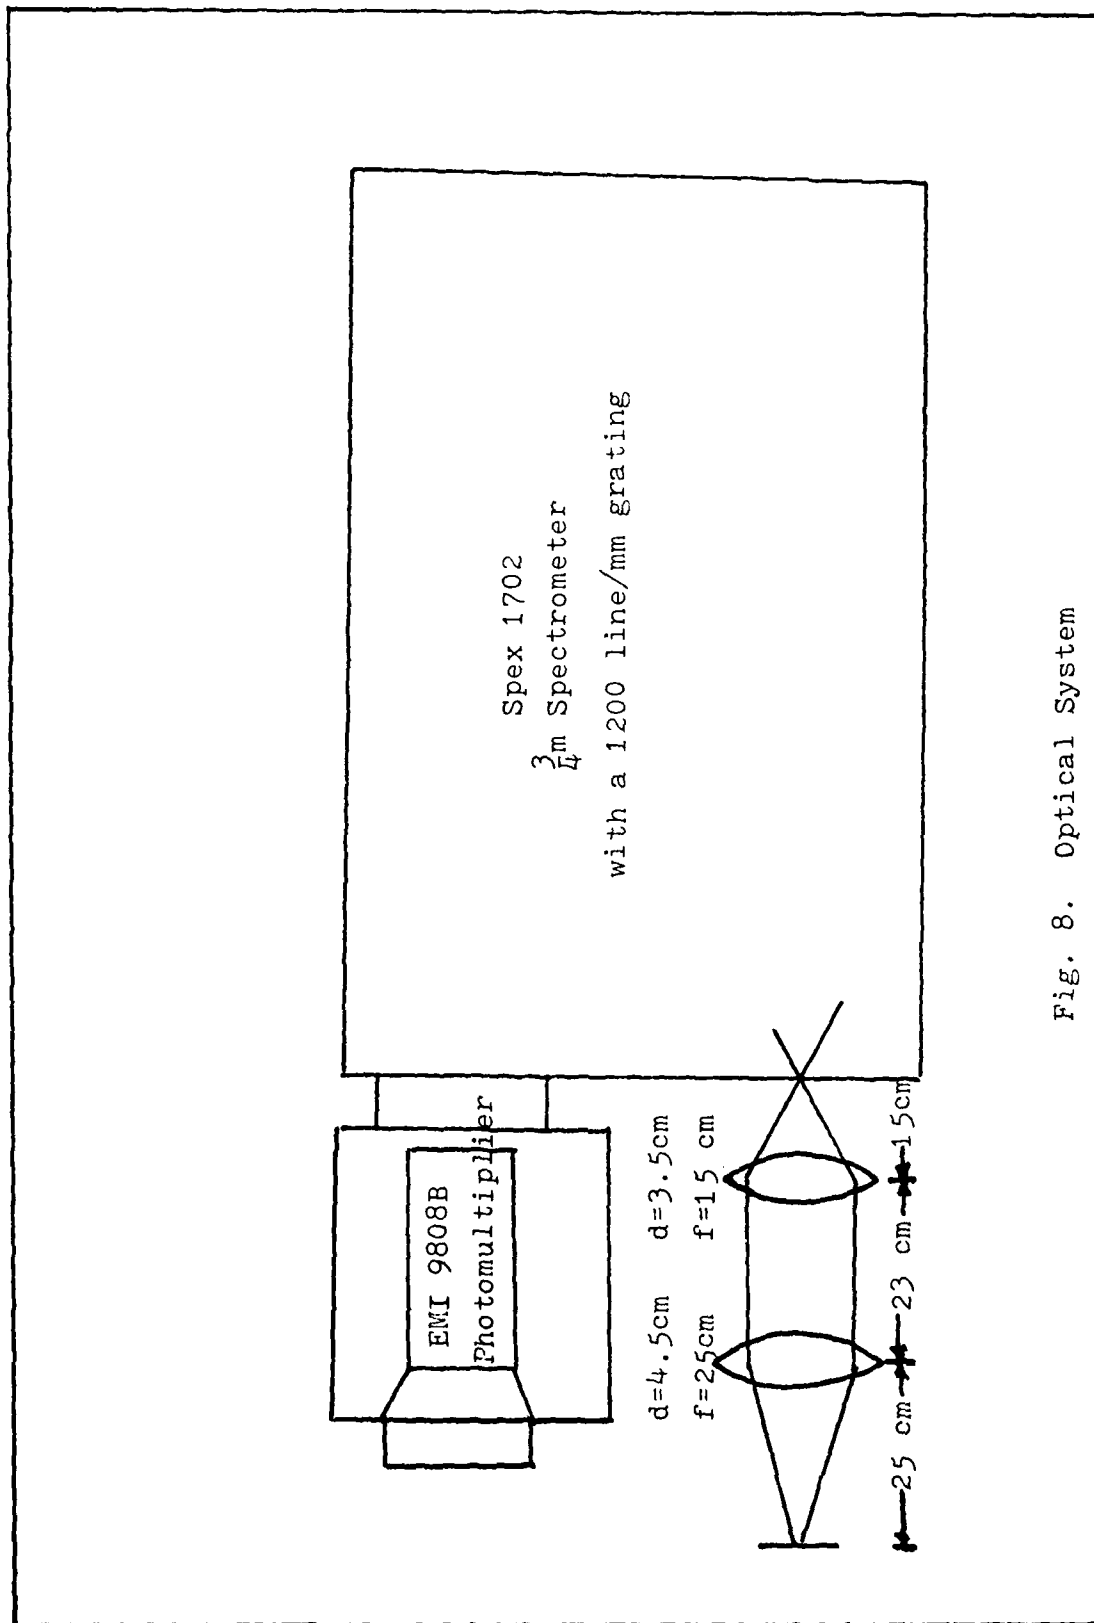 EMI 9808B
Photomultiplier
Spex 1702
3/4m Spectrometer
with a 1200 line/mm grating
d=4.5cm
f=25cm
d=3.5cm
f=15 cm
25 cm
23 cm
15cm
Fig. 8. Optical System